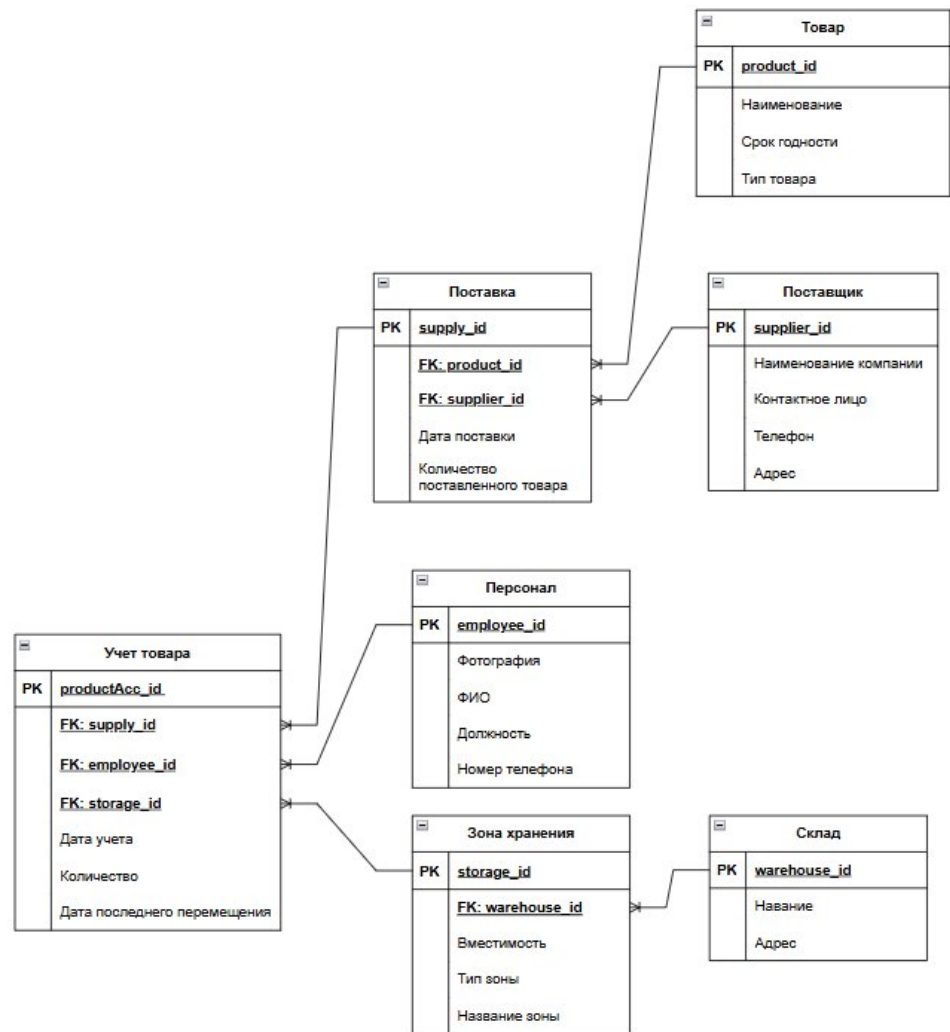 Товар
PK product_id
Наименование
Срок годности
Тип товара
Поставка
PK supply_id
FK: product_id
FK: supplier_id
Дата поставки
Количество
поставленного товара
Поставщик
PK supplier_id
Наименование компании
Контактное лицо
Телефон
Адрес
Персонал
PK employee_id
Фотография
ФИО
Должность
Номер телефона
Учет товара
PK productAcc_id
FK: supply_id
FK: employee_id
FK: storage_id
Дата учета
Количество
Дата последнего перемещения
Зона хранения
PK storage_id
FK: warehouse_id
Вместимость
Тип зоны
Название зоны
Склад
PK warehouse_id
Навание
Адрес